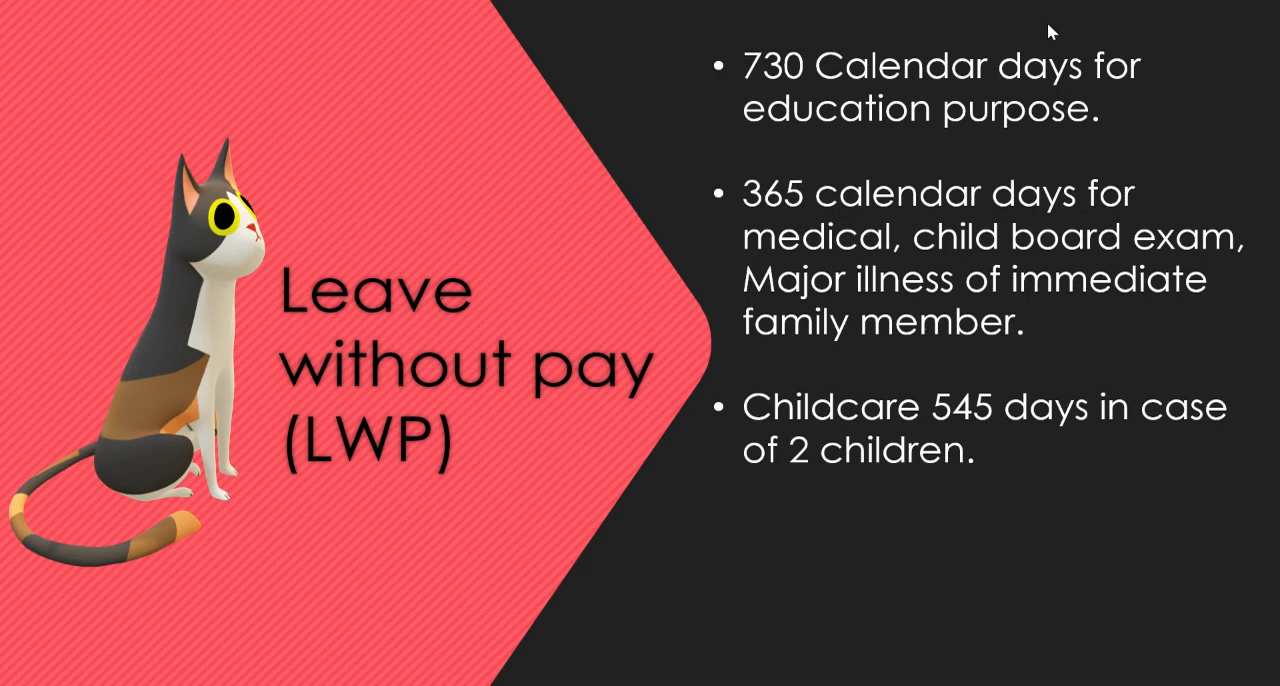 Leave
without pay
(LWP)
• 730 Calendar days for
education purpose.
• 365 calendar days for
medical, child board exam,
Major illness of immediate
family member.
• Childcare 545 days in case
of 2 children.